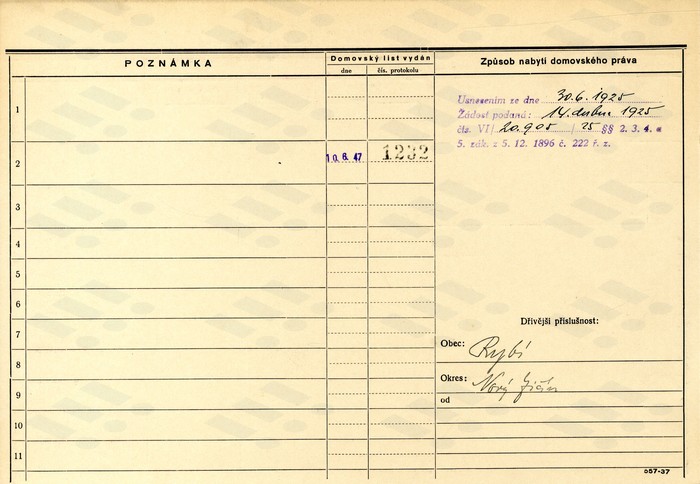 POZNÁMKA
Domovský list vydán
dne
čís. protokolu
Způsob nabytí domovského práva
1
Usnesením ze dne 30.6.1925
Žádost podaná: 14. dubna 1925
čís. VI/ 20.905 / 25 §§ 2. 3. 4. a
5. zák. z 5. 12. 1896 č. 222 ř. z.
2
10.6.47
1232
3
4
5
6
Dřívější příslušnost:
7
Obec: Rybí
8
Okres: Nový Jičín
9
od
10
11
057-37